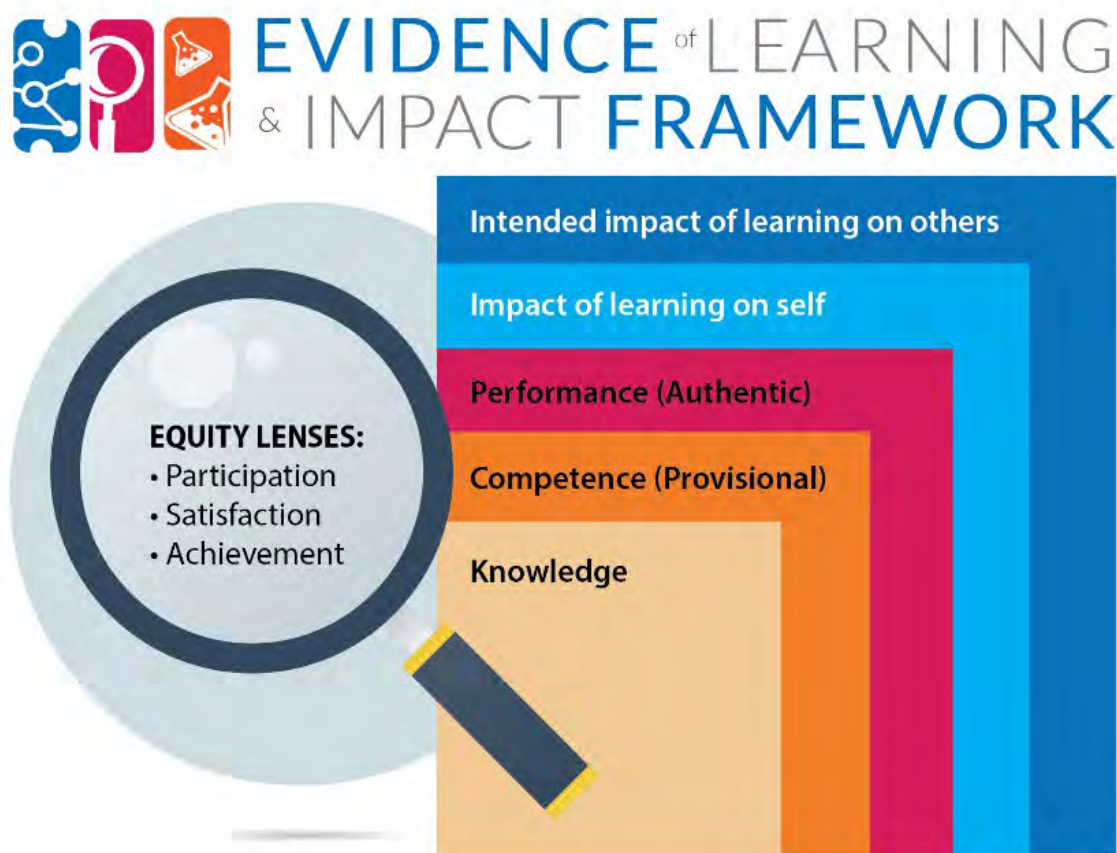 EVIDENCE of LEARNING
& IMPACT FRAMEWORK
Intended impact of learning on others
Impact of learning on self
Performance (Authentic)
Competence (Provisional)
Knowledge
EQUITY LENSES:
• Participation
• Satisfaction
• Achievement